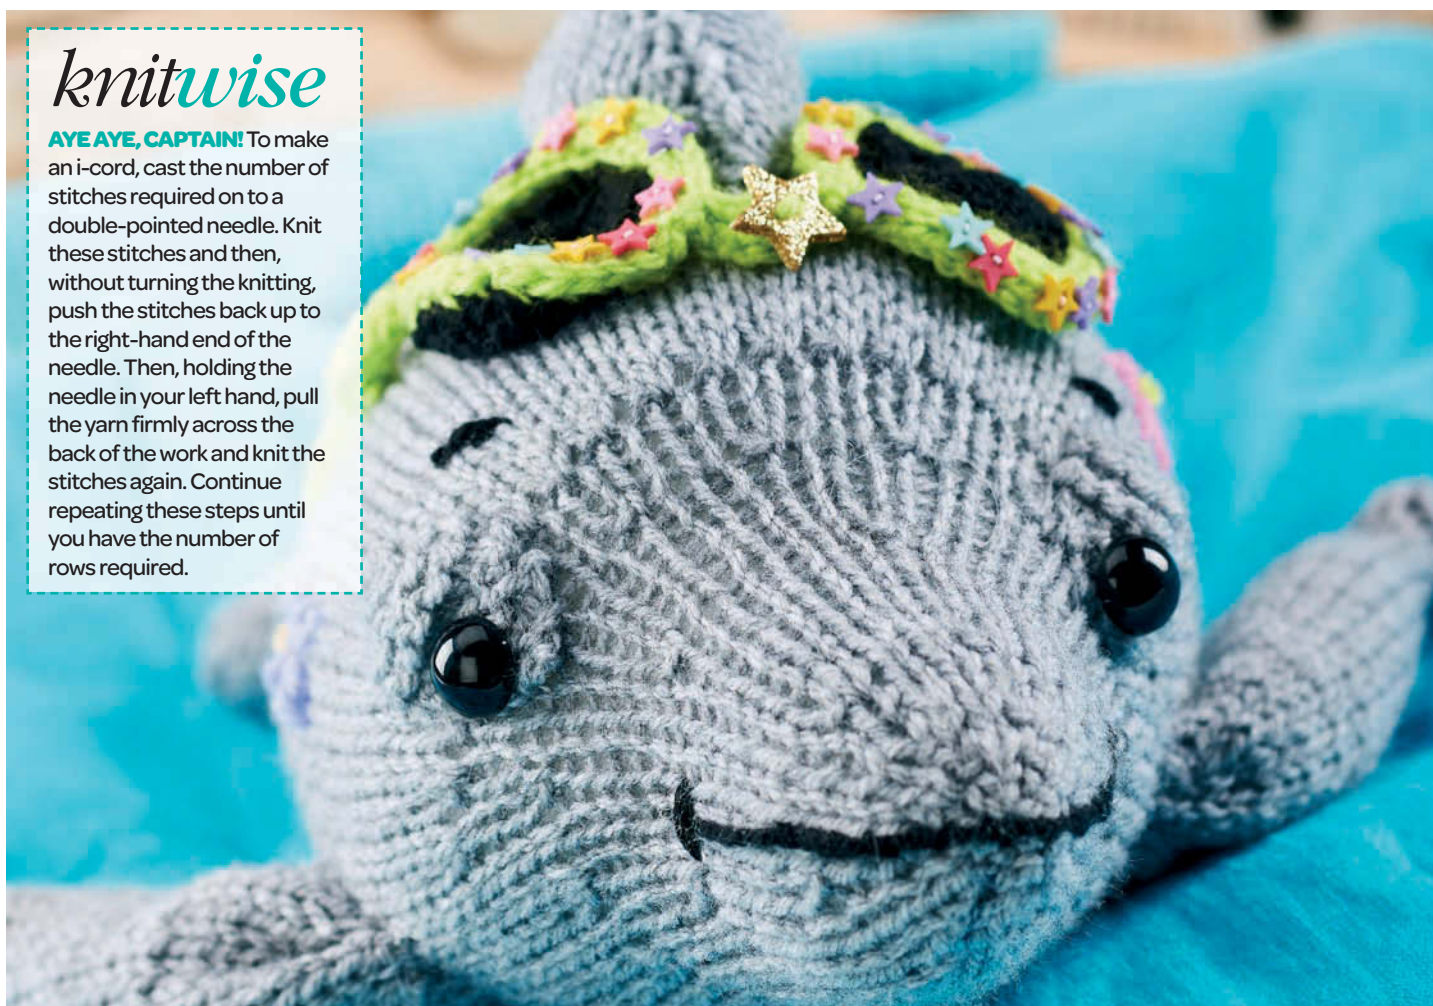 knitwise
AYE AYE, CAPTAIN! To make
an i-cord, cast the number of
stitches required on to a
double-pointed needle. Knit
these stitches and then,
without turning the knitting,
push the stitches back up to
the right-hand end of the
needle. Then, holding the
needle in your left hand, pull
the yarn firmly across the
back of the work and knit the
stitches again. Continue
repeating these steps until
you have the number of
rows required.